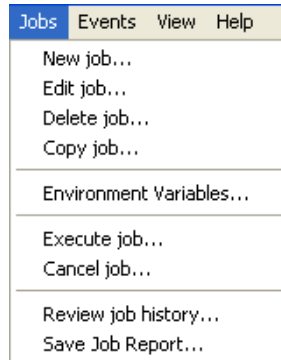 Jobs Events View Help
New job...
Edit job...
Delete job...
Copy job...
Environment Variables...
Execute job...
Cancel job...
Review job history...
Save Job Report...